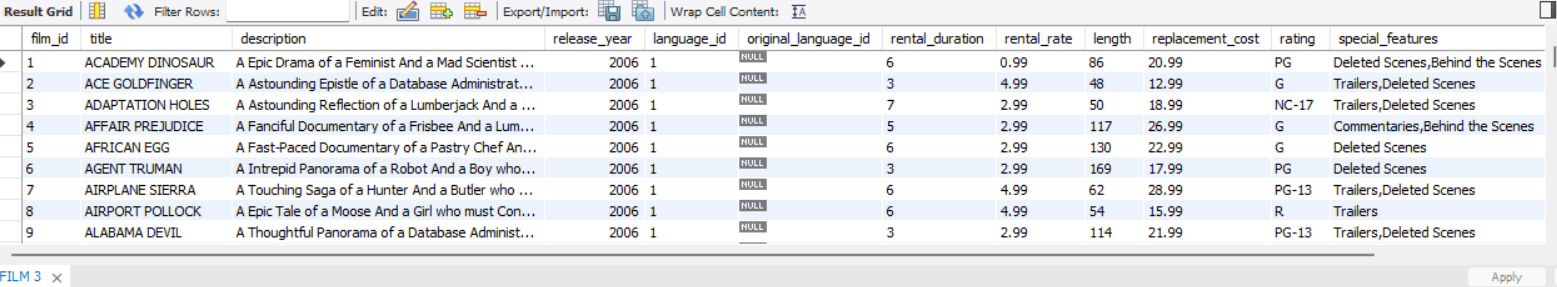 Result Grid Filter Rows: Edit: Export/Import: Wrap Cell Content: IA
film_id title description release_year language_id original_language_id rental_duration rental_rate length replacement_cost rating special_features
1 ACADEMY DINOSAUR A Epic Drama of a Feminist And a Mad Scientist ... 2006 1 NULL 6 0.99 86 20.99 PG Deleted Scenes,Behind the Scenes
2 ACE GOLDFINGER A Astounding Epistle of a Database Administrat... 2006 1 NULL 3 4.99 48 12.99 G Trailers,Deleted Scenes
3 ADAPTATION HOLES A Astounding Reflection of a Lumberjack And a ... 2006 1 NULL 7 2.99 50 18.99 NC-17 Trailers,Deleted Scenes
4 AFFAIR PREJUDICE A Fanciful Documentary of a Frisbee And a Lum... 2006 1 NULL 5 2.99 117 26.99 G Commentaries,Behind the Scenes
5 AFRICAN EGG A Fast-Paced Documentary of a Pastry Chef An... 2006 1 NULL 6 2.99 130 22.99 G Deleted Scenes
6 AGENT TRUMAN A Intrepid Panorama of a Robot And a Boy who... 2006 1 NULL 3 2.99 169 17.99 PG Deleted Scenes
7 AIRPLANE SIERRA A Touching Saga of a Hunter And a Butler who ... 2006 1 NULL 6 4.99 62 28.99 PG-13 Trailers,Deleted Scenes
8 AIRPORT POLLOCK A Epic Tale of a Moose And a Girl who must Con... 2006 1 NULL 6 4.99 54 15.99 R Trailers
9 ALABAMA DEVIL A Thoughtful Panorama of a Database Administ... 2006 1 NULL 3 2.99 114 21.99 PG-13 Trailers,Deleted Scenes
FILM 3 × Apply